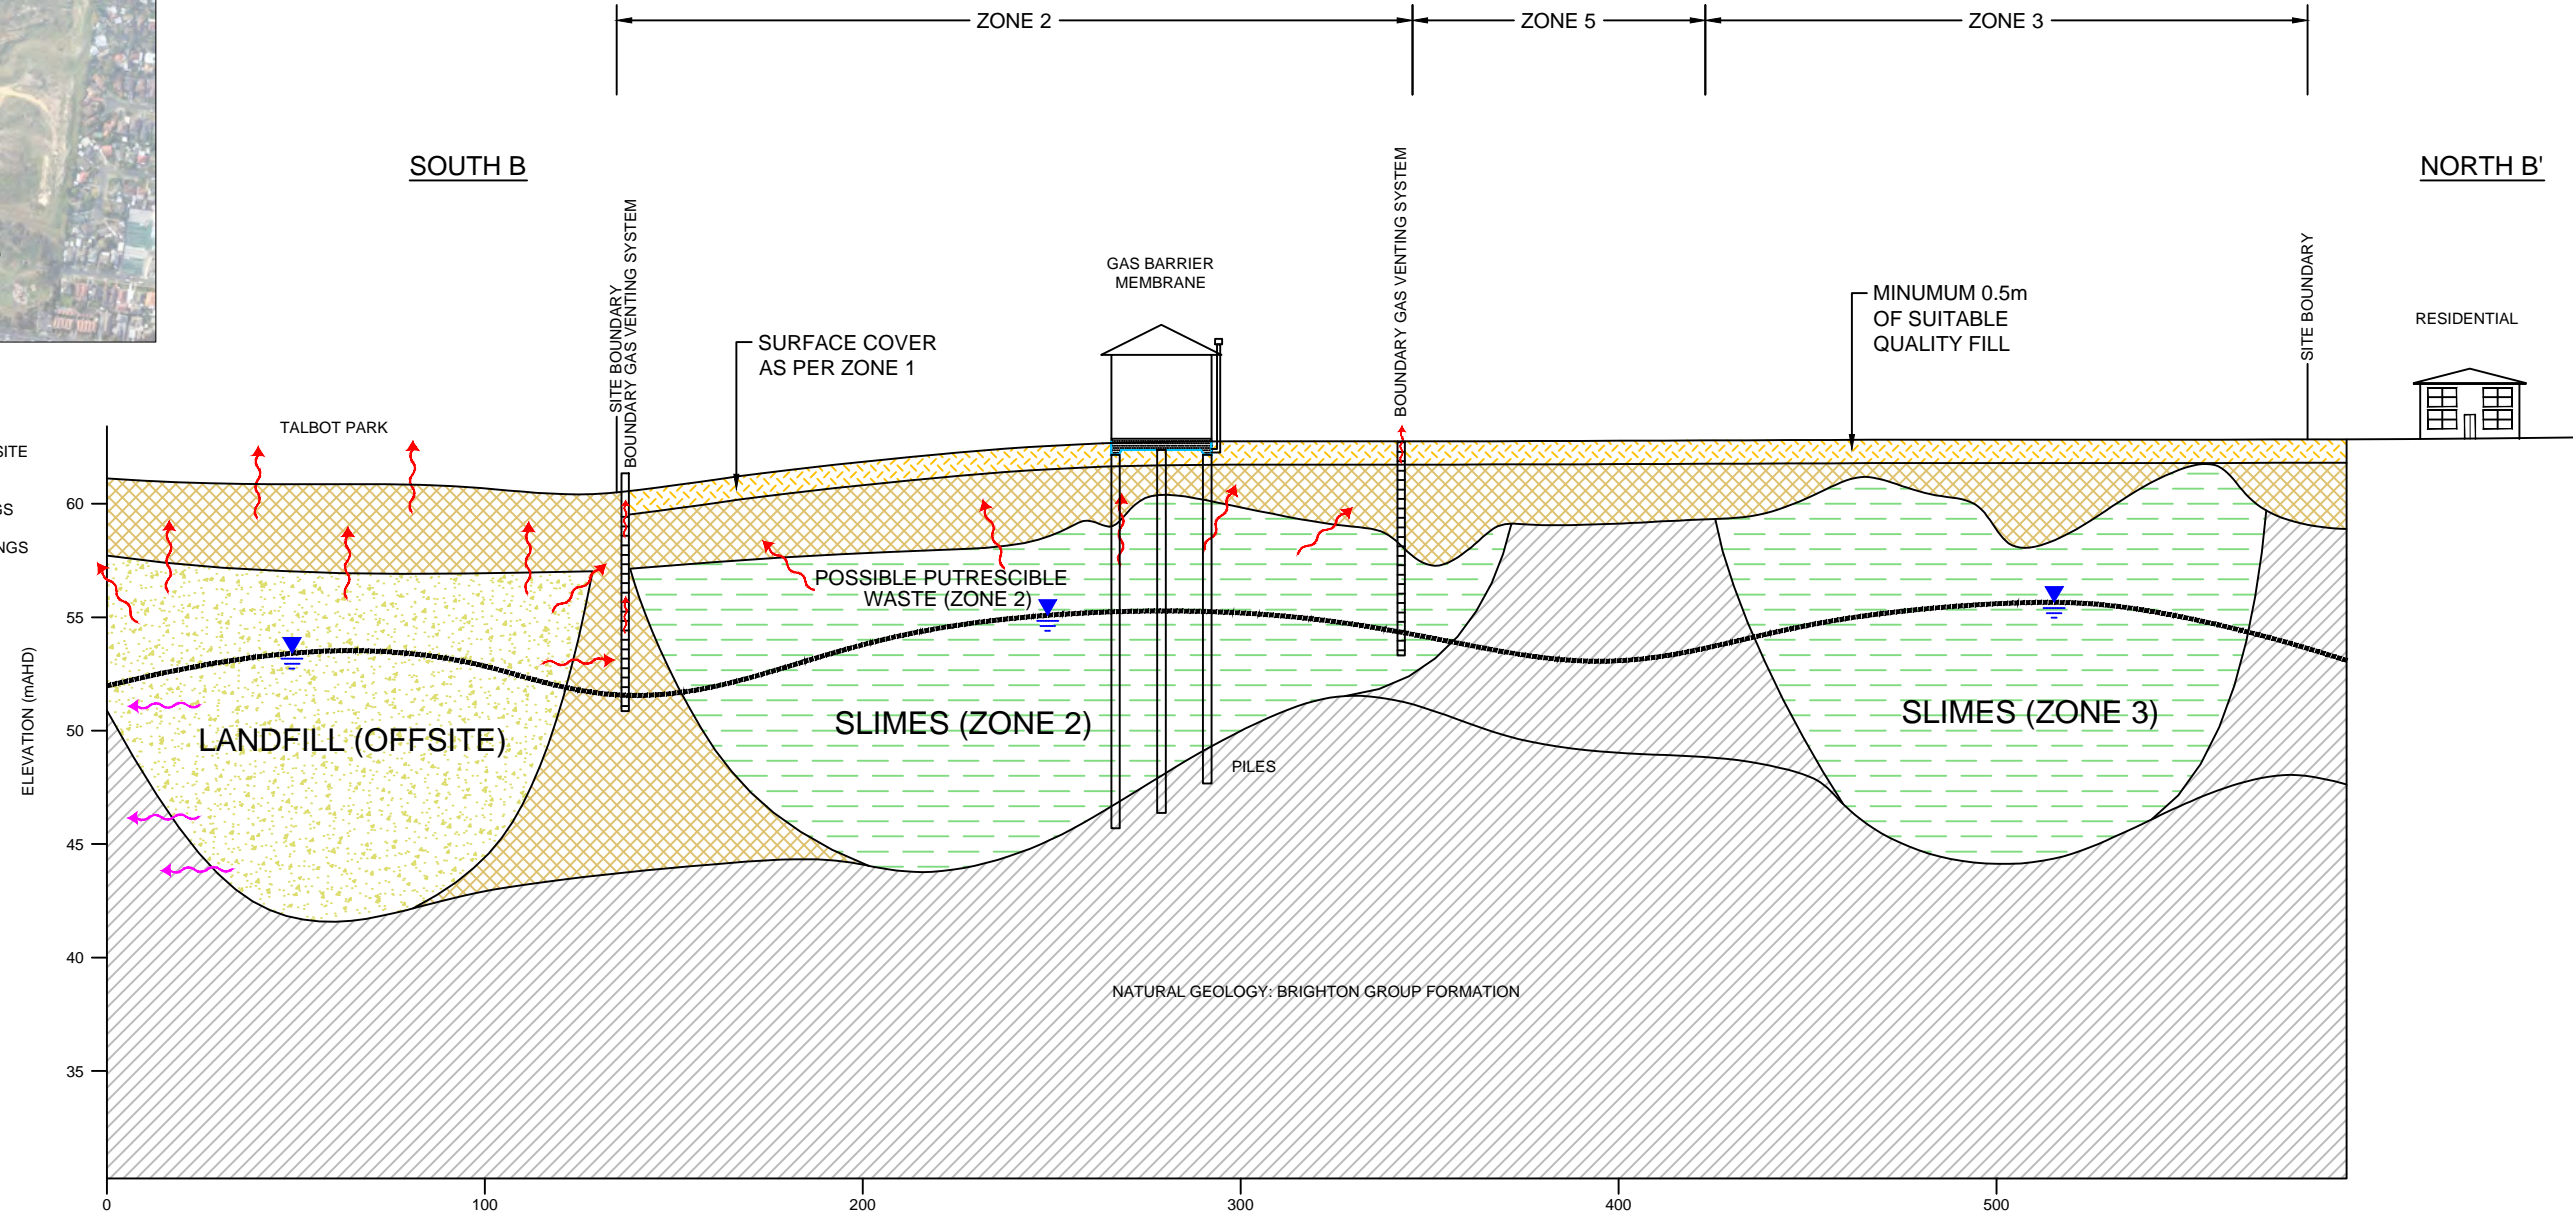 ZONE 2
ZONE 5
ZONE 3
SOUTH B
NORTH B'
SITE BOUNDARY
BOUNDARY GAS VENTING SYSTEM
GAS BARRIER
MEMBRANE
BOUNDARY GAS VENTING SYSTEM
SURFACE COVER
AS PER ZONE 1
MINUMUM 0.5m
OF SUITABLE
QUALITY FILL
SITE BOUNDARY
RESIDENTIAL
TALBOT PARK
POSSIBLE PUTRESCIBLE
WASTE (ZONE 2)
LANDFILL (OFFSITE)
SLIMES (ZONE 2)
SLIMES (ZONE 3)
PILES
NATURAL GEOLOGY: BRIGHTON GROUP FORMATION
ELEVATION (mAHD)
60
55
50
45
40
35
0
100
200
300
400
500